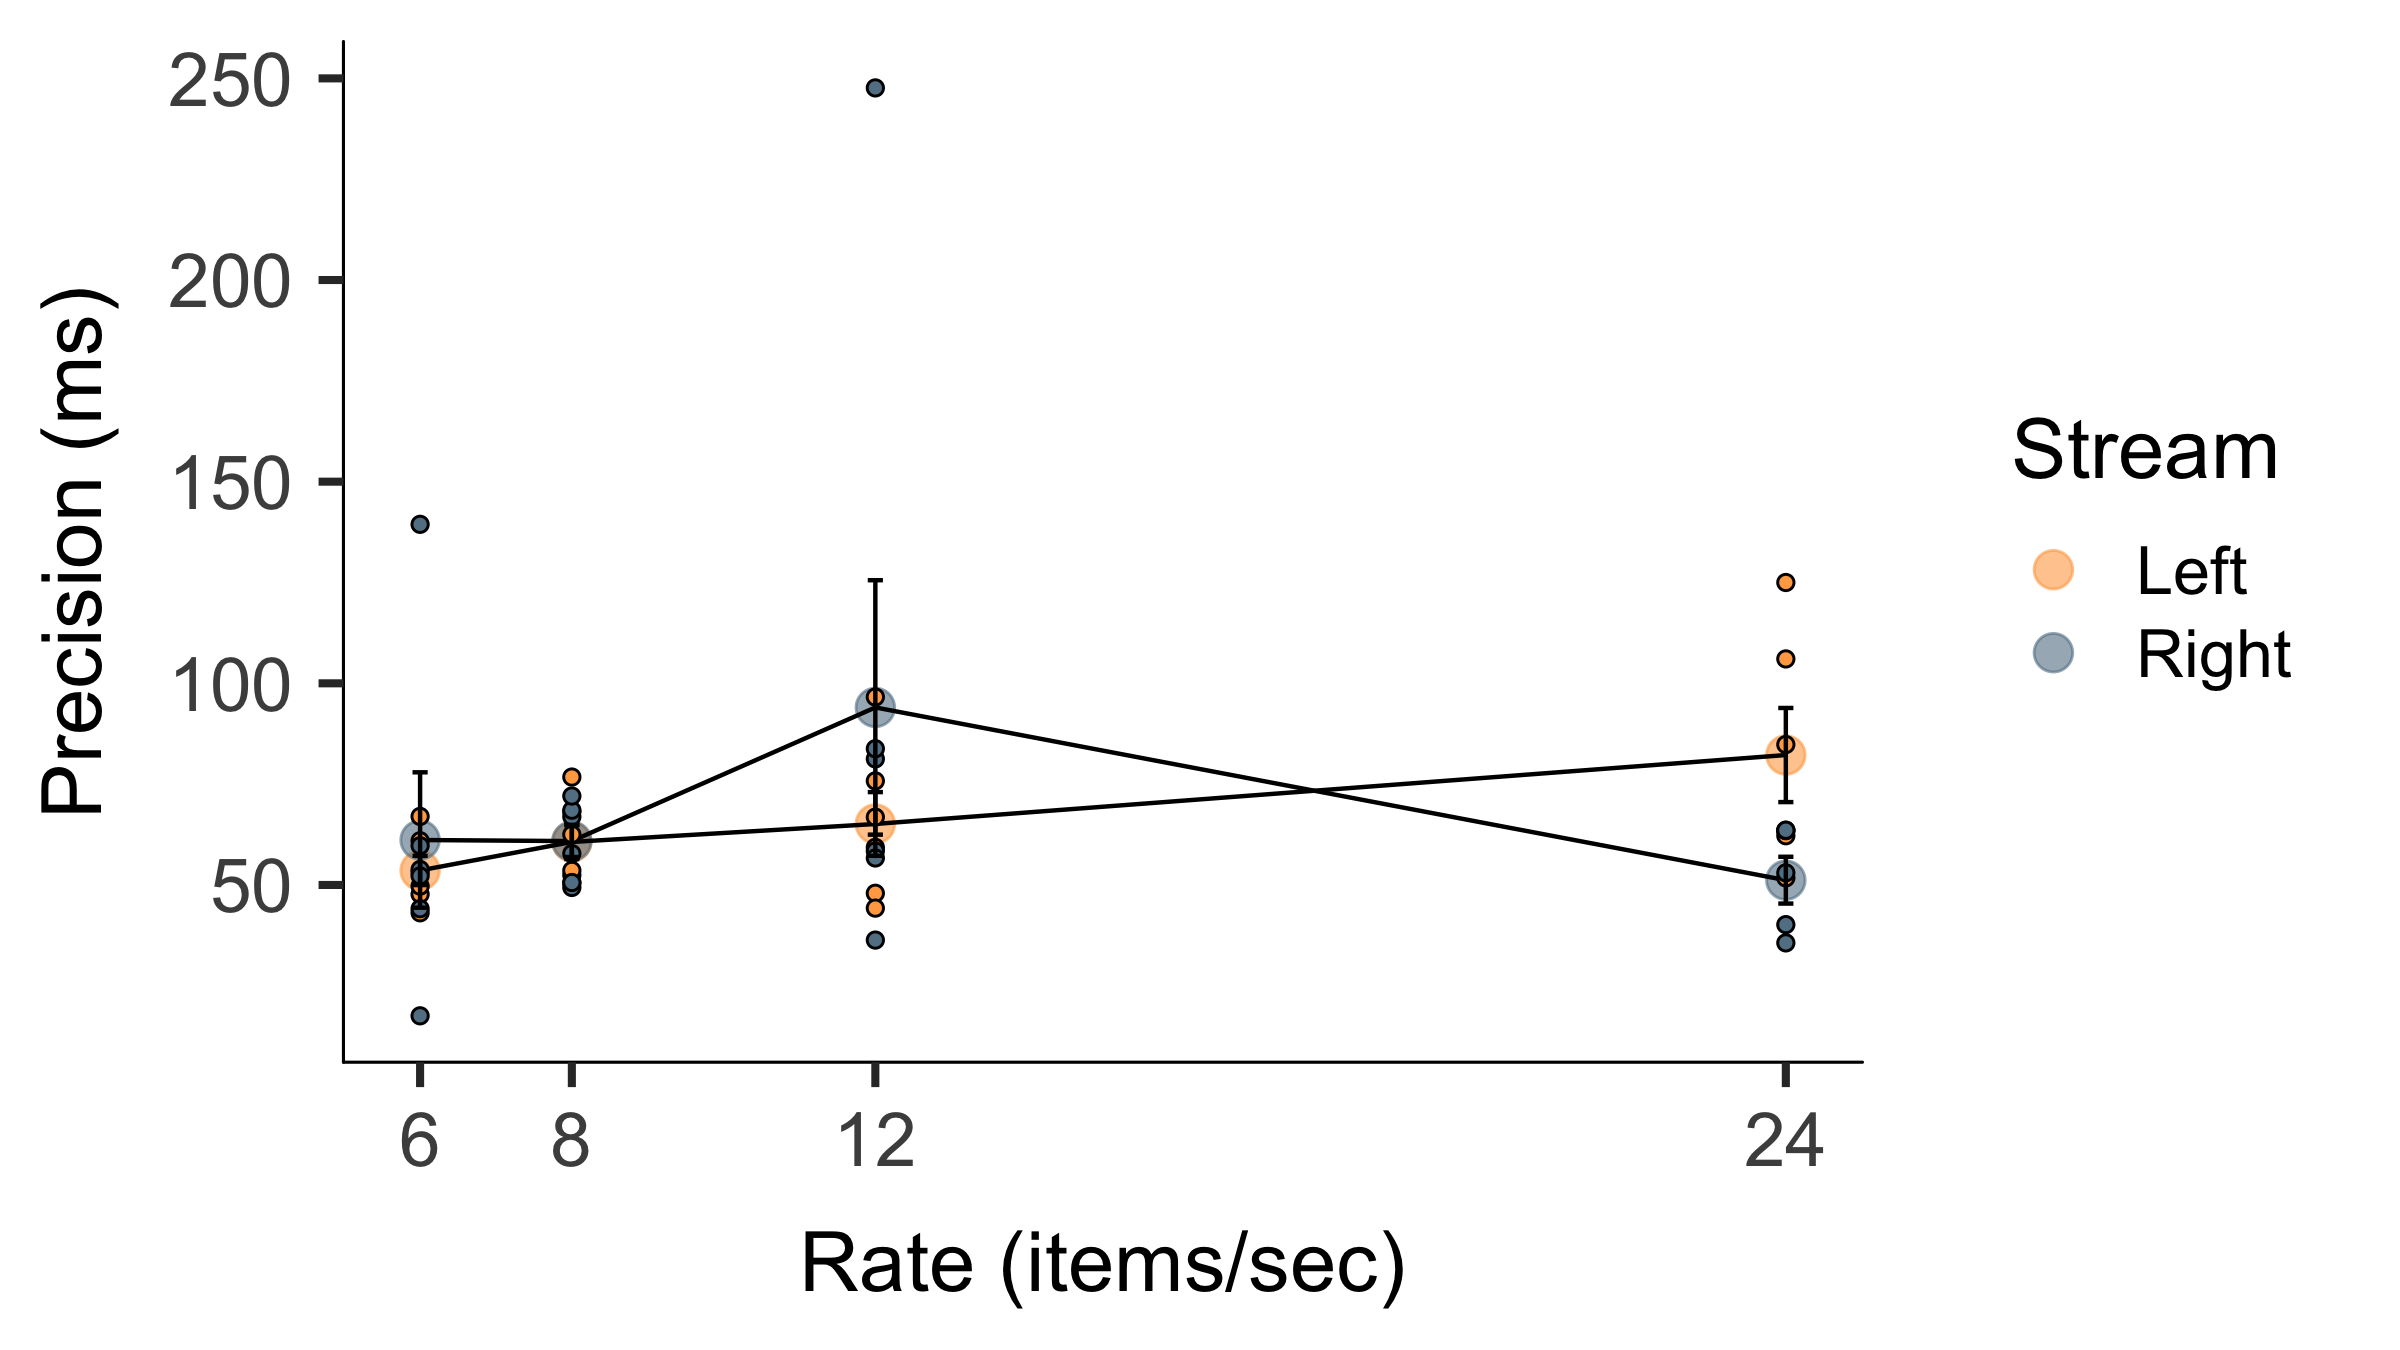 Precision (ms)
250
200
150
100
50
6 8 12 24
Rate (items/sec)
Stream
Left
Right